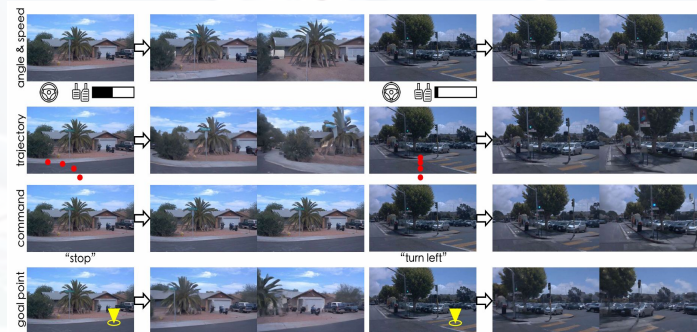 angle & speed
trajectory
command
"stop"
"turn left"
goal point